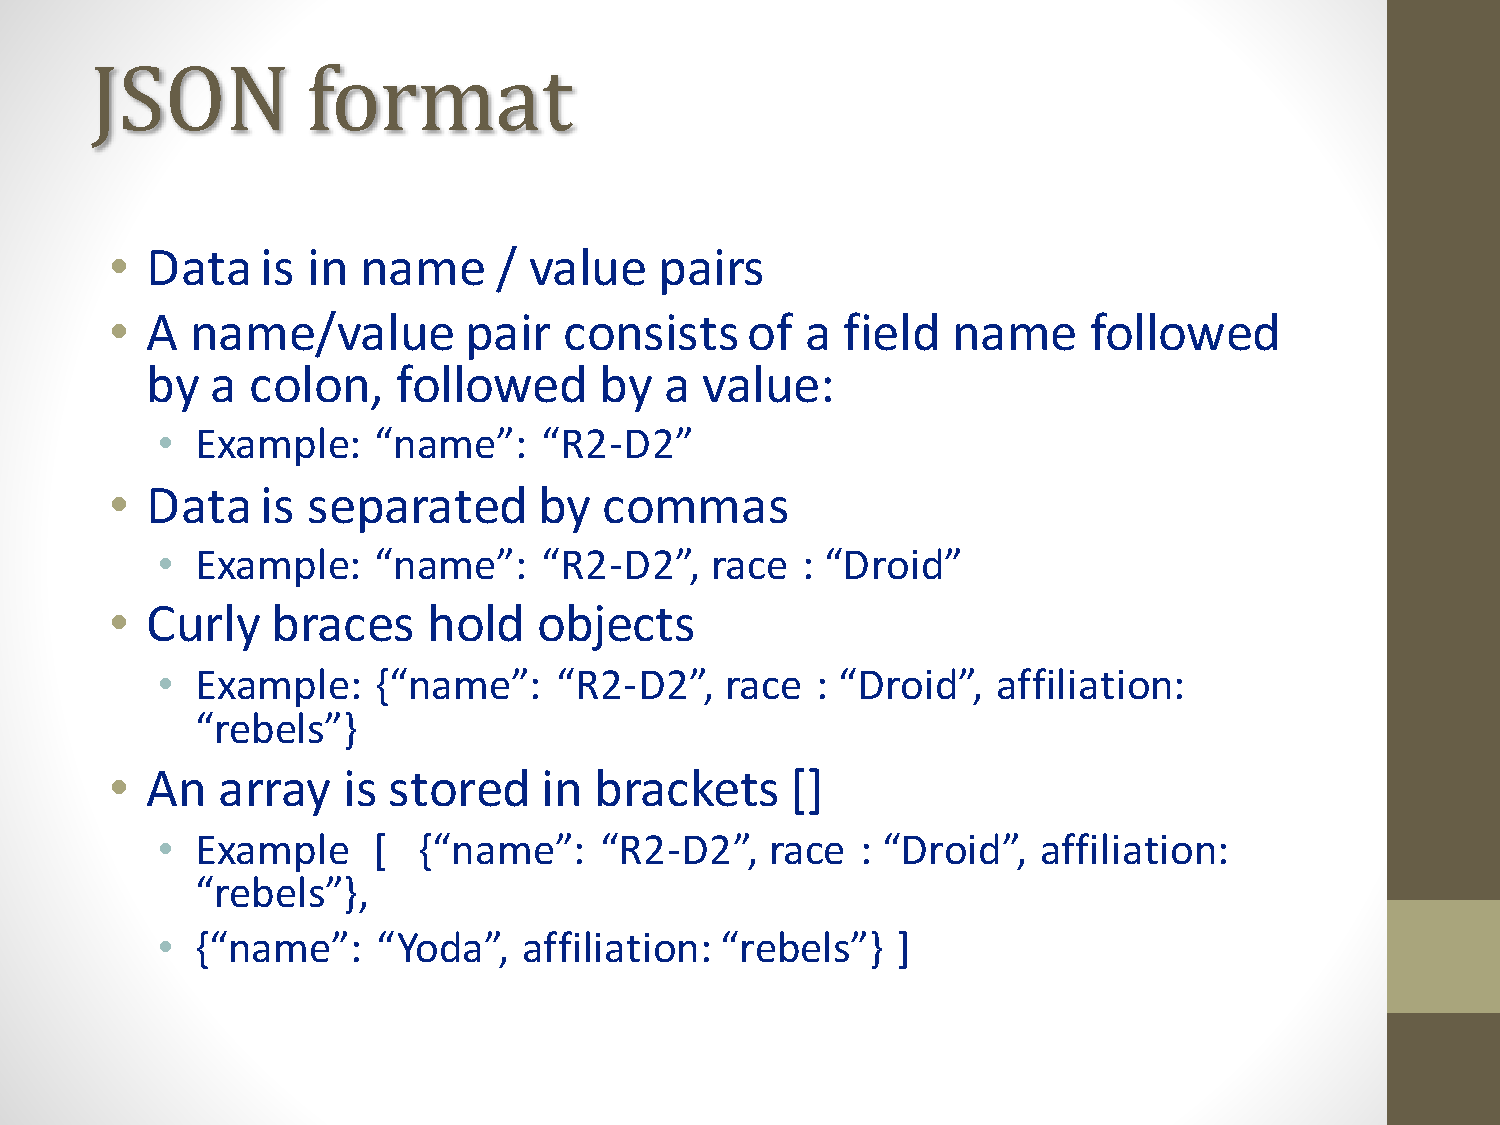 JSON format
• Data is in name / value pairs
• A name/value pair consists of a field name followed
by a colon, followed by a value:
• Example: “name”: “R2-D2”
• Data is separated by commas
• Example: “name”: “R2-D2”, race : “Droid”
• Curly braces hold objects
• Example: {“name”: “R2-D2”, race : “Droid”, affiliation:
“rebels”}
• An array is stored in brackets []
• Example [ {“name”: “R2-D2”, race : “Droid”, affiliation:
“rebels”},
• {“name”: “Yoda”, affiliation: “rebels”} ]